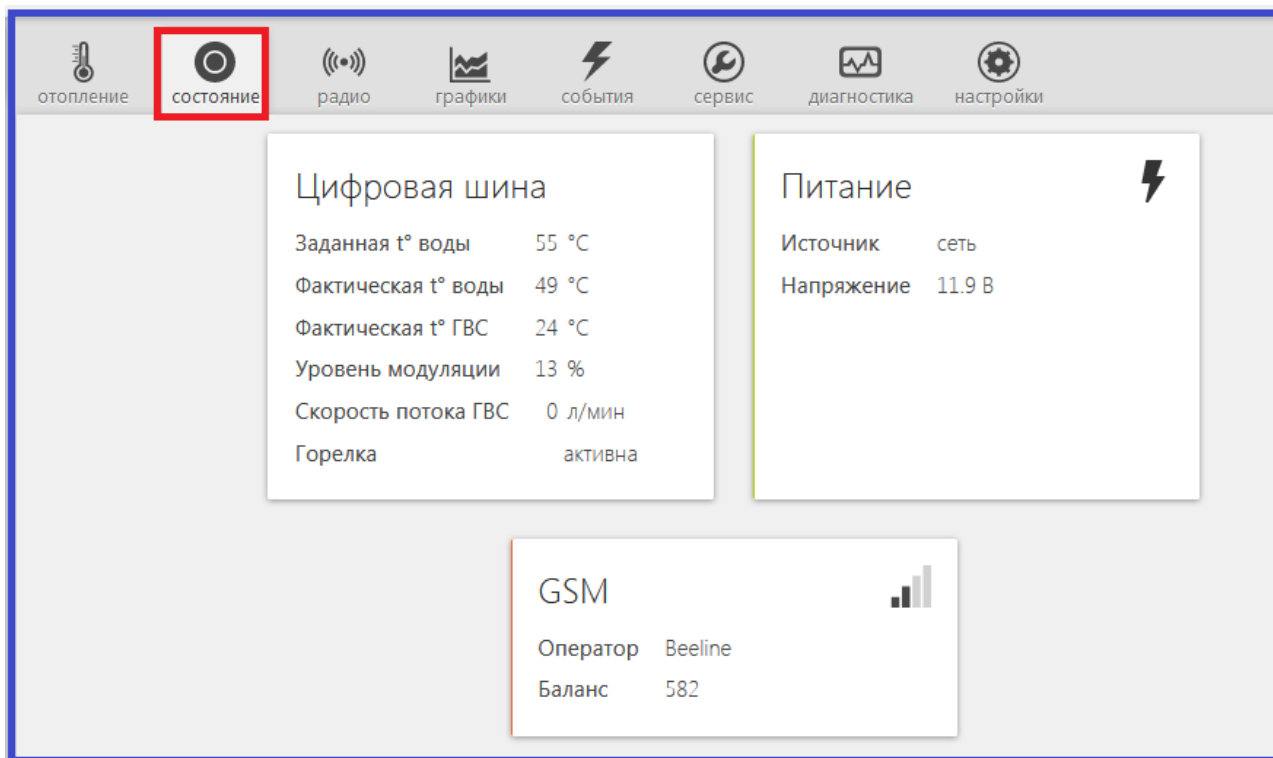 отопление состояние радио графики события сервис диагностика настройки
Цифровая шина
Заданная t° воды 55 °C
Фактическая t° воды 49 °C
Фактическая t° ГВС 24 °C
Уровень модуляции 13 %
Скорость потока ГВС 0 л/мин
Горелка активна
Питание
Источник сеть
Напряжение 11.9 В
GSM
Оператор Beeline
Баланс 582